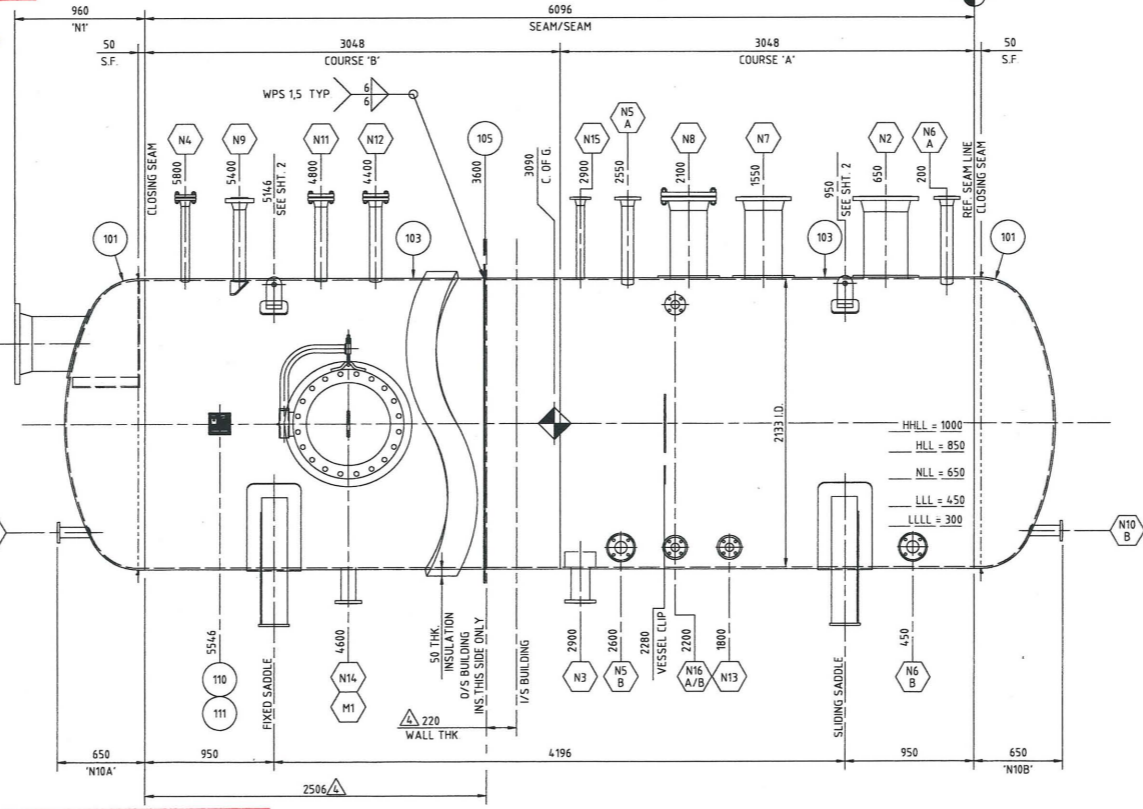 960
'N1'
6096
SEAM/SEAM
50
S.F.
3048
COURSE 'B'
3048
COURSE 'A'
50
S.F.
WPS 1,5 TYP
6
6
CLOSING SEAM
N4
5800
N9
5400
5146
SEE SHT. 2
N11
4800
N12
4400
105
3600
3090
C. OF G.
N15
2900
N5
A
2550
N8
2100
N7
1550
950
SEE SHT. 2
N2
650
N6
A
200
REF. SEAM LINE
CLOSING SEAM
101
103
103
101
2133 I.D.
HHLL = 1000
HLL = 850
NLL = 650
LLL = 450
LLLL = 300
N10
B
5546
110
111
FIXED SADDLE
4600
N14
M1
50 THK.
INSULATION
O/S BUILDING
INS THIS SIDE ONLY
I/S BUILDING
2900
N3
2600
N5
B
2280
VESSEL CLIP
2200
N16
A/B
1800
N13
SLIDING SADDLE
450
N6
B
4 220
WALL THK
650
'N10A'
950
4196
950
650
'N10B'
2506 4